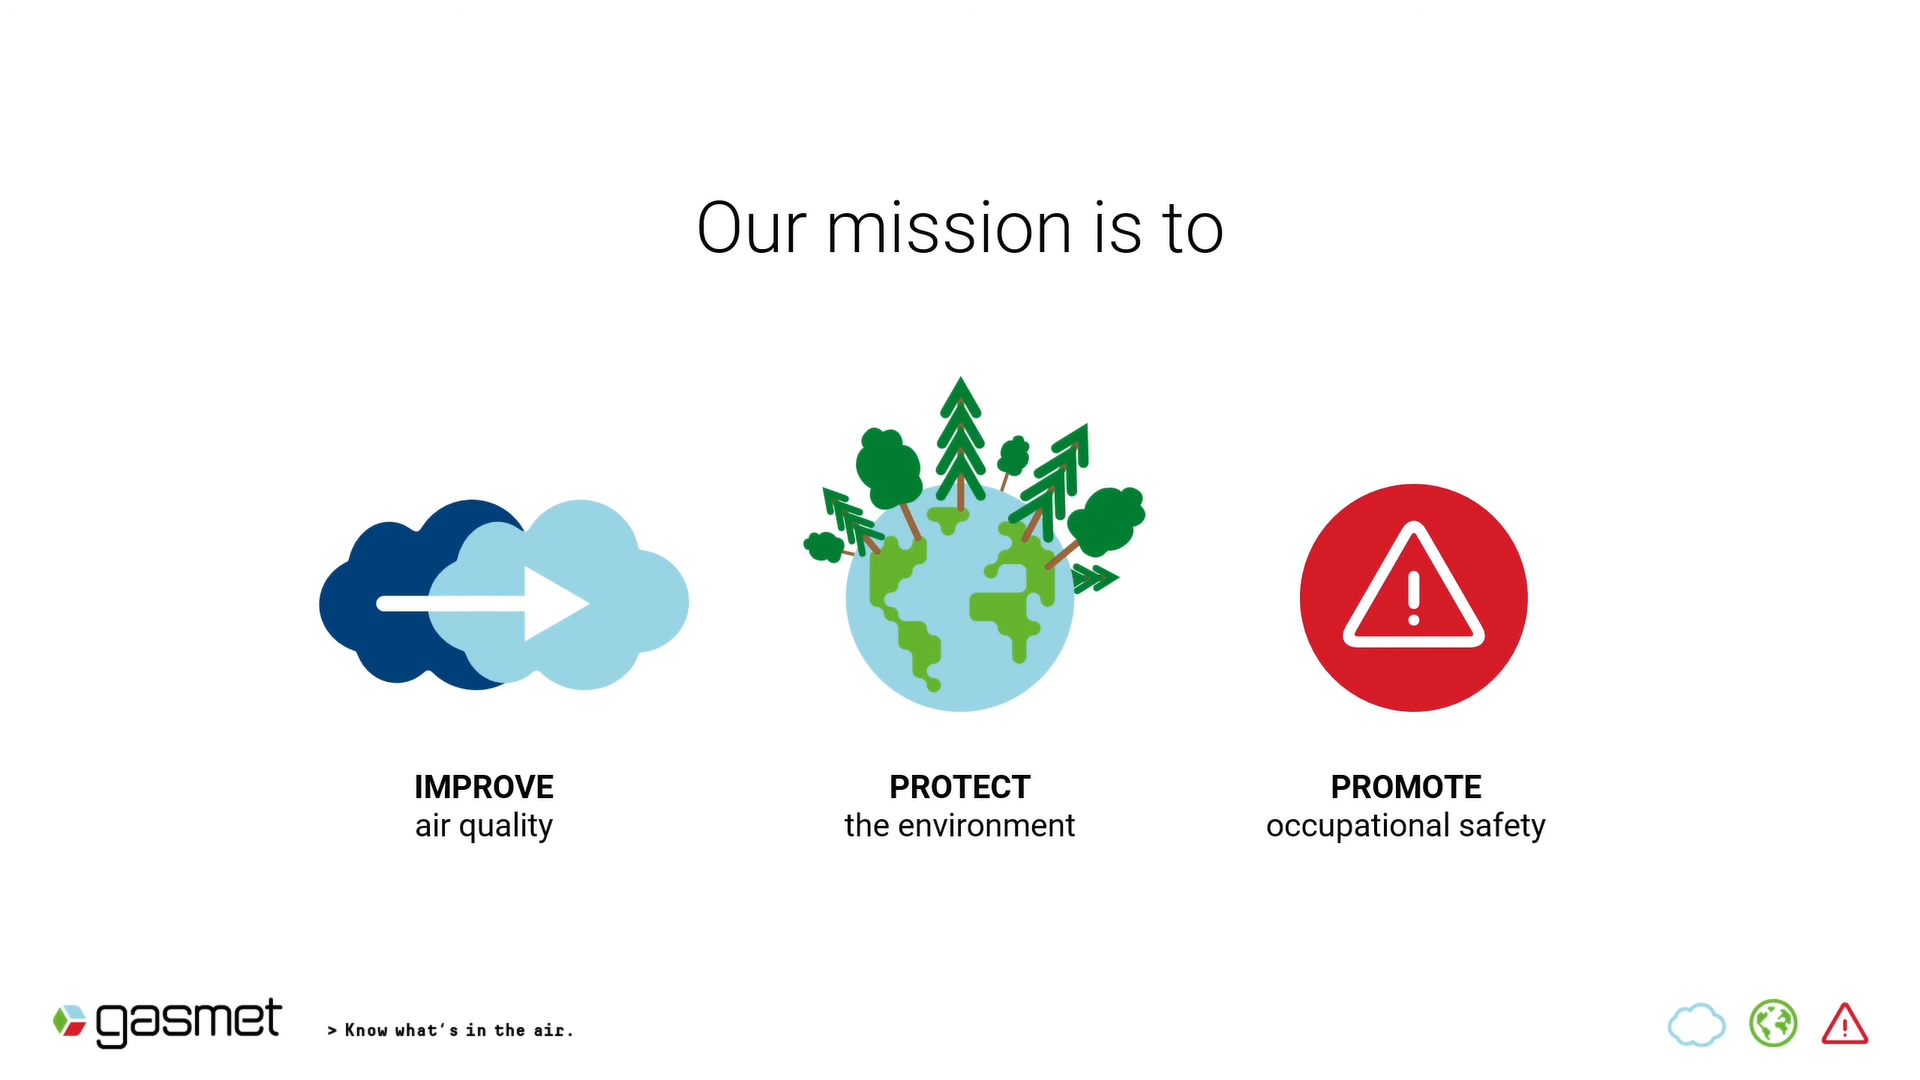 Our mission is to
IMPROVE
air quality
PROTECT
the environment
PROMOTE
occupational safety
gasmet
> Know what's in the air.